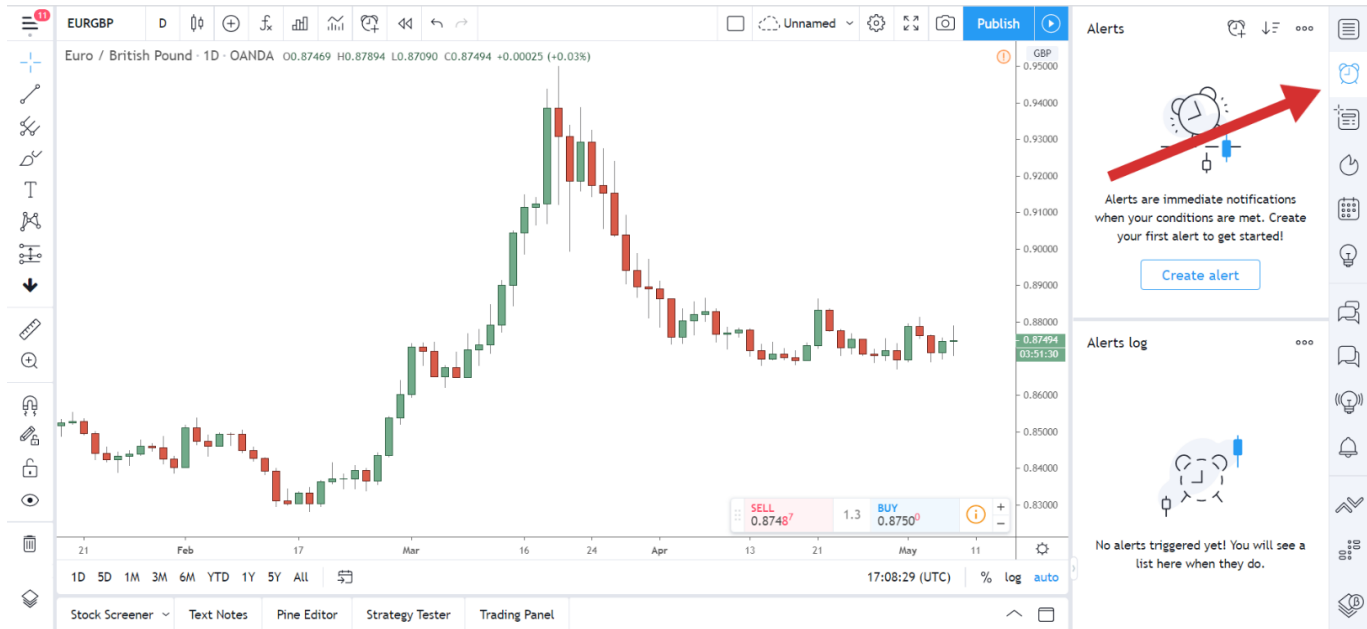 11
EURGBP D Unnamed Publish
Euro / British Pound · 1D · OANDA O0.87469 H0.87894 L0.87090 C0.87494 +0.00025 (+0.03%)
GBP
0.95000
0.94000
0.93000
0.92000
0.91000
0.90000
0.89000
0.88000
0.87494
03:51:30
0.86000
0.85000
0.84000
0.83000
SELL
0.87487
1.3
BUY
0.87500
21 Feb 17 Mar 16 24 Apr 13 21 May 11
1D 5D 1M 3M 6M YTD 1Y 5Y All 17:08:29 (UTC) % log auto
Stock Screener Text Notes Pine Editor Strategy Tester Trading Panel
Alerts
Alerts are immediate notifications
when your conditions are met. Create
your first alert to get started!
Create alert
Alerts log
No alerts triggered yet! You will see a
list here when they do.